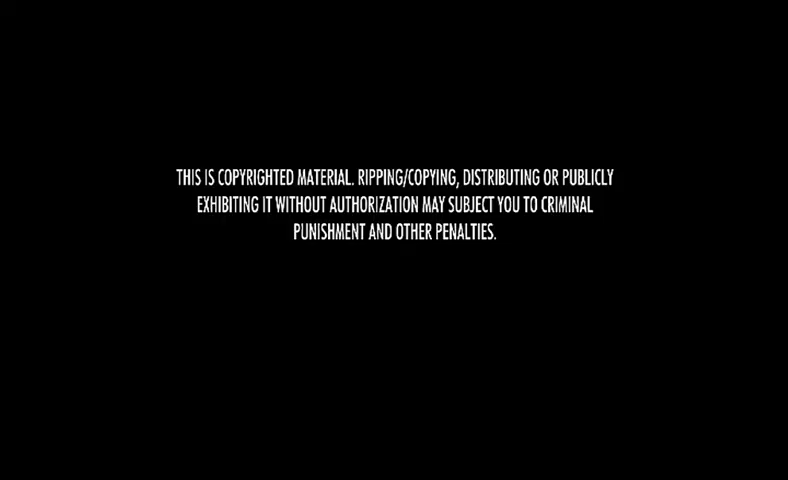 THIS IS COPYRIGHTED MATERIAL. RIPPING/COPYING, DISTRIBUTING OR PUBLICLY
EXHIBITING IT WITHOUT AUTHORIZATION MAY SUBJECT YOU TO CRIMINAL
PUNISHMENT AND OTHER PENALTIES.